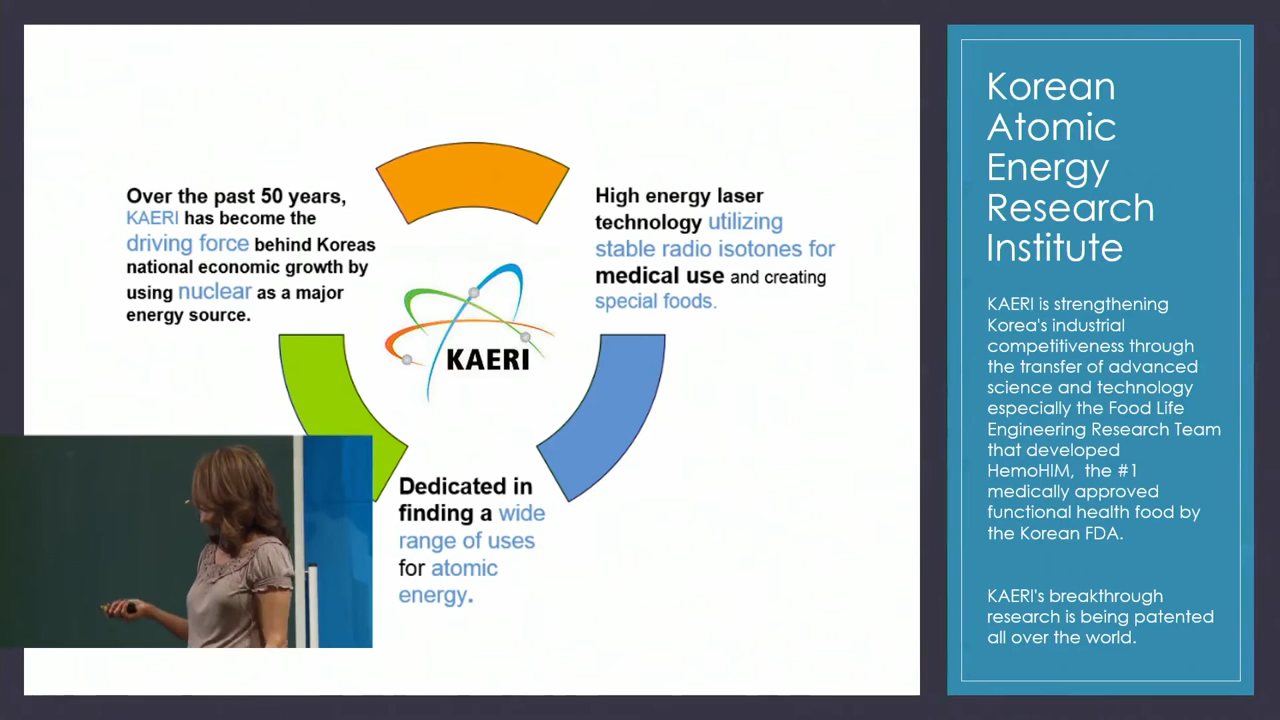 Over the past 50 years,
KAERI has become the
driving force behind Koreas
national economic growth by
using nuclear as a major
energy source.
High energy laser
technology utilizing
stable radio isotones for
medical use and creating
special foods.
KAERI
Dedicated in
finding a wide
range of uses
for atomic
energy.
Korean
Atomic
Energy
Research
Institute
KAERI is strengthening
Korea's industrial
competitiveness through
the transfer of advanced
science and technology
especially the Food Life
Engineering Research Team
that developed
HemoHIM, the #1
medically approved
functional health food by
the Korean FDA.
KAERI's breakthrough
research is being patented
all over the world.